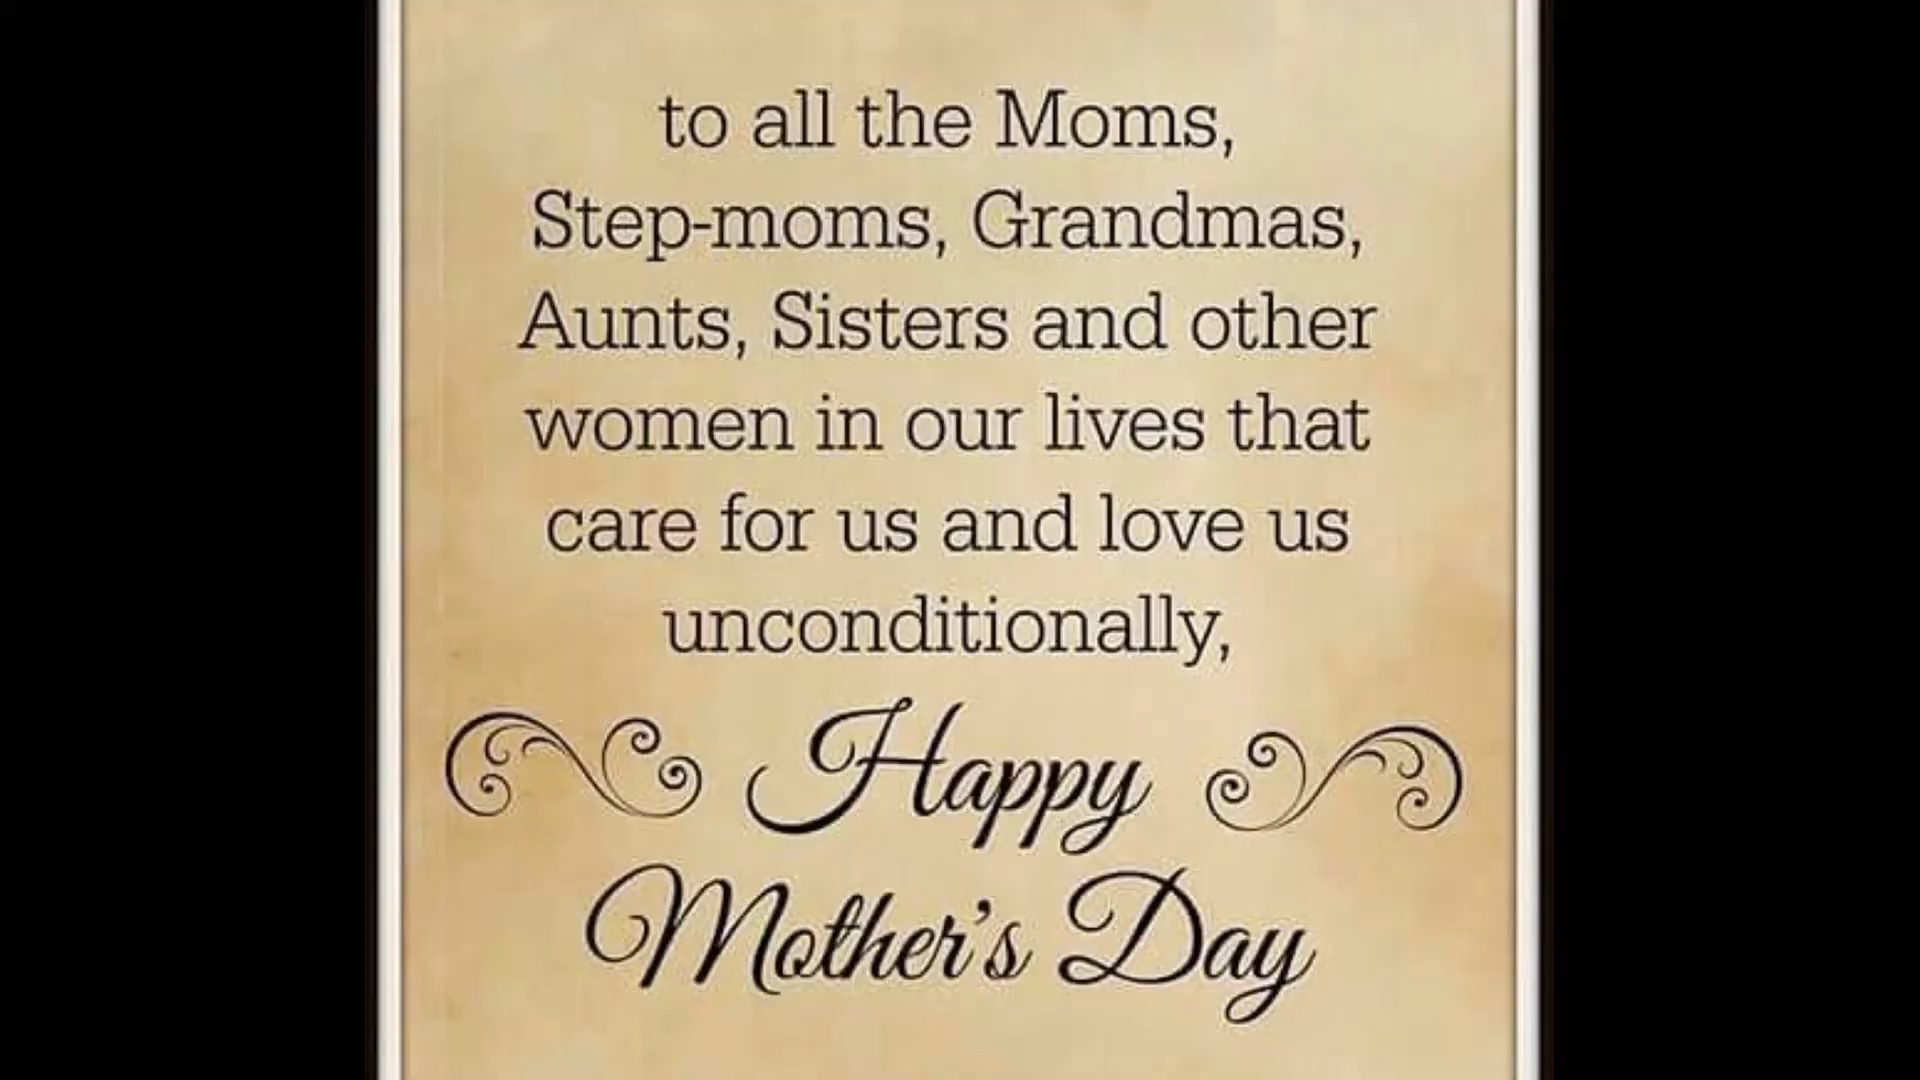 to all the Moms,
Step-moms, Grandmas,
Aunts, Sisters and other
women in our lives that
care for us and love us
unconditionally,
Happy
Mother's Day